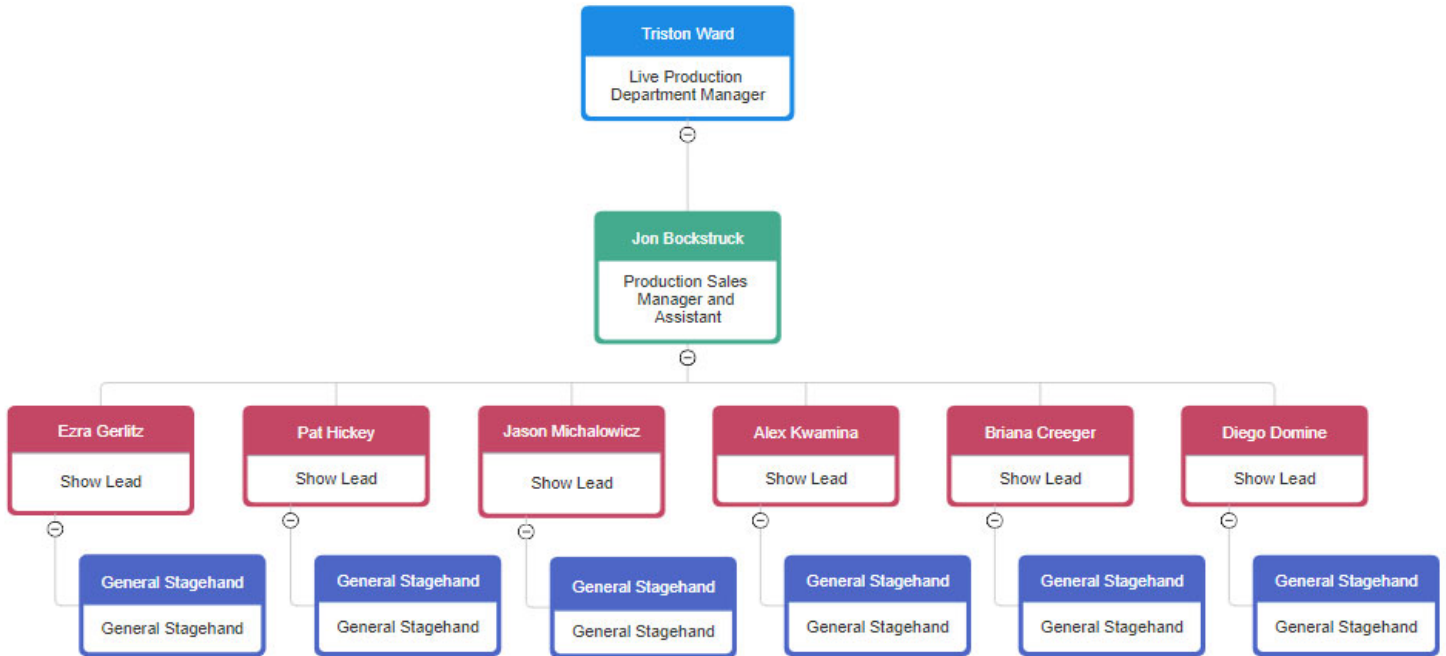 Triston Ward
Live Production
Department Manager
Jon Bockstruck
Production Sales
Manager and
Assistant
Ezra Gerlitz
Show Lead
Pat Hickey
Show Lead
Jason Michalowicz
Show Lead
Alex Kwamina
Show Lead
Briana Creeger
Show Lead
Diego Domine
Show Lead
General Stagehand
General Stagehand
General Stagehand
General Stagehand
General Stagehand
General Stagehand
General Stagehand
General Stagehand
General Stagehand
General Stagehand
General Stagehand
General Stagehand